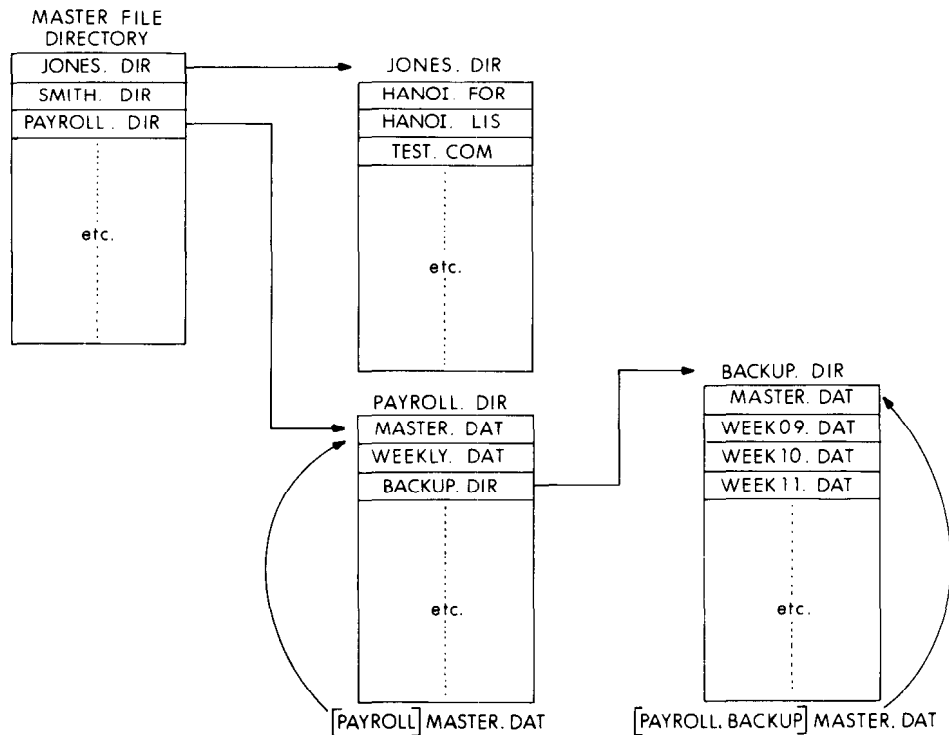 MASTER FILE
DIRECTORY
JONES. DIR
SMITH. DIR
PAYROLL. DIR
etc.
JONES. DIR
HANOI. FOR
HANOI. LIS
TEST. COM
etc.
PAYROLL. DIR
MASTER. DAT
WEEKLY. DAT
BACKUP. DIR
etc.
[PAYROLL] MASTER. DAT
BACKUP. DIR
MASTER. DAT
WEEK09. DAT
WEEK10. DAT
WEEK11. DAT
etc.
[PAYROLL. BACKUP] MASTER. DAT